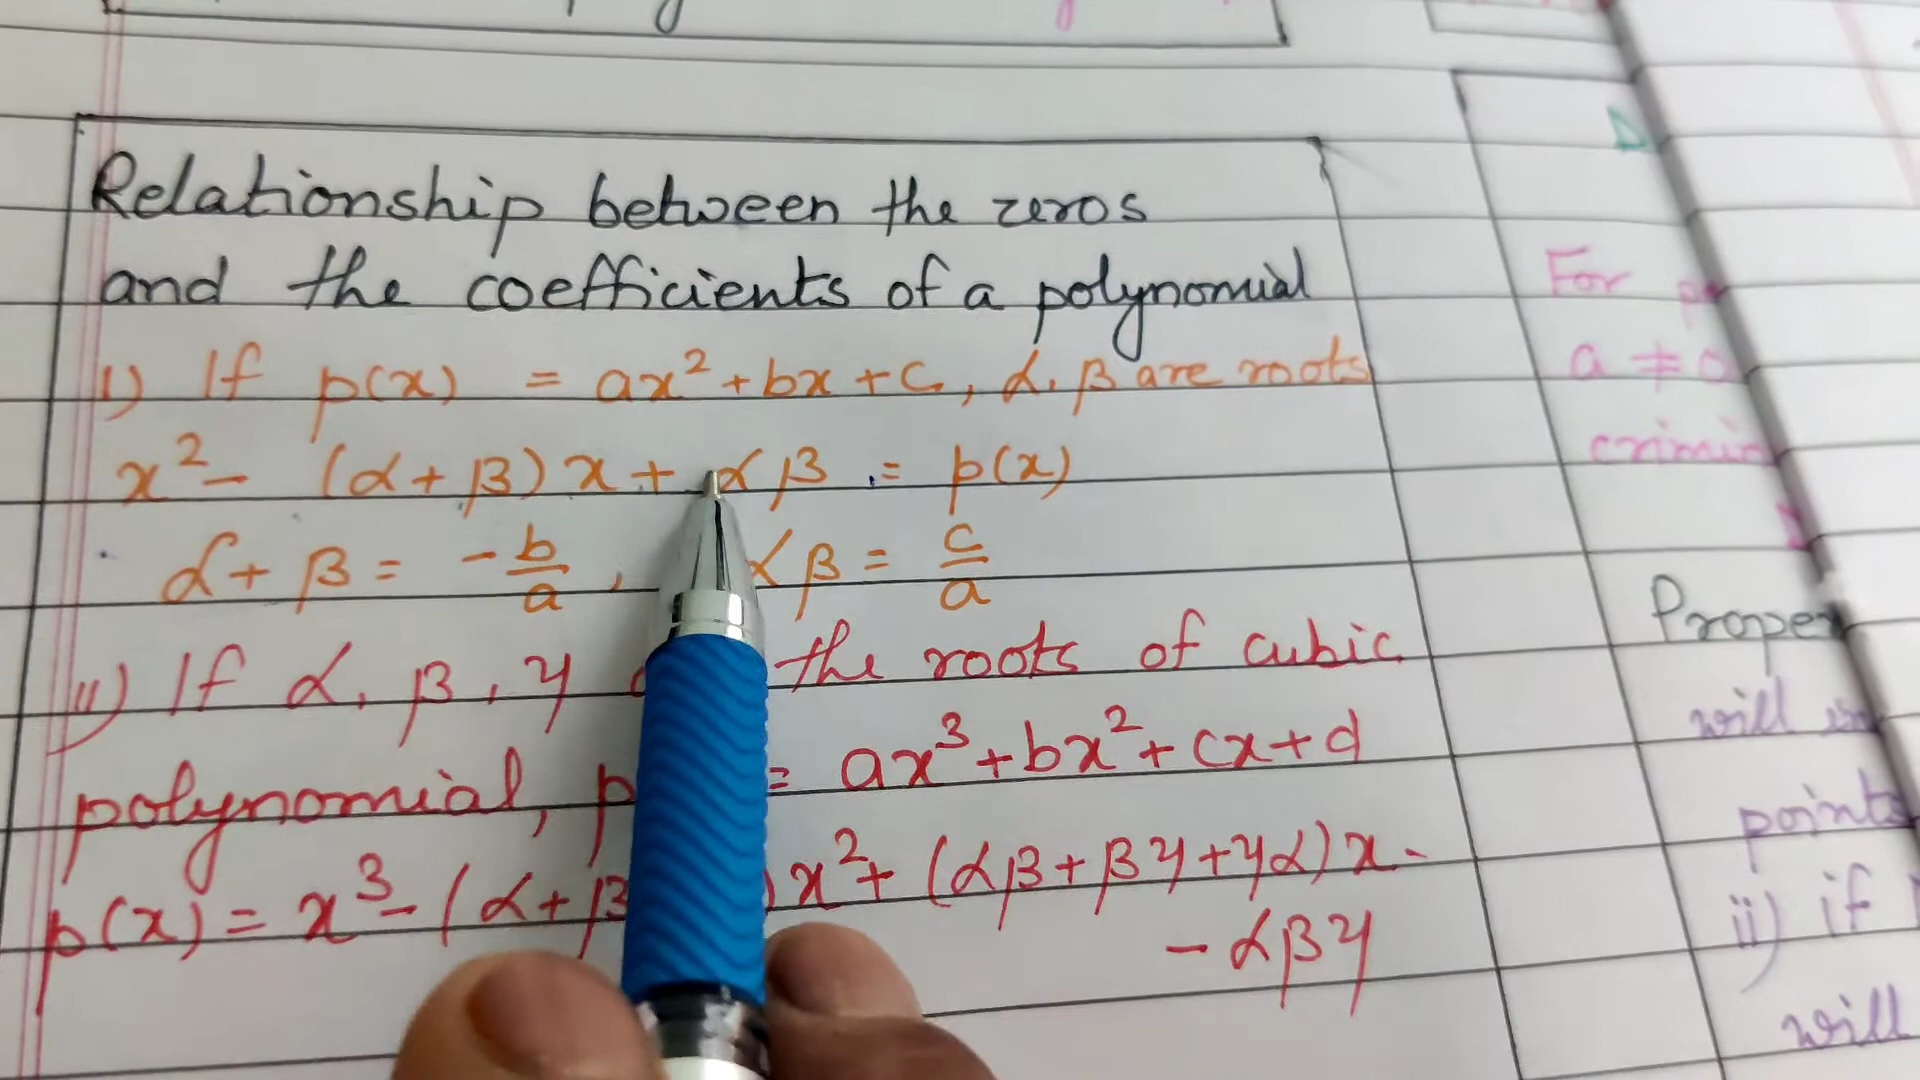 Relationship between the zeros
and the coefficients of a polynomial
i) If p(x) = ax² + bx + c, α, β are roots
x² - (α + β) x + αβ = p(x)
α + β = -b/a, αβ = c/a
ii) If α, β, γ the roots of cubic
polynomial, p = ax³ + bx² + cx + d
p(x) = x³ - (α + β ) x² + (αβ + βγ + γα) x -
- αβγ
For
a ≠ 0
will
points
ii) if
will